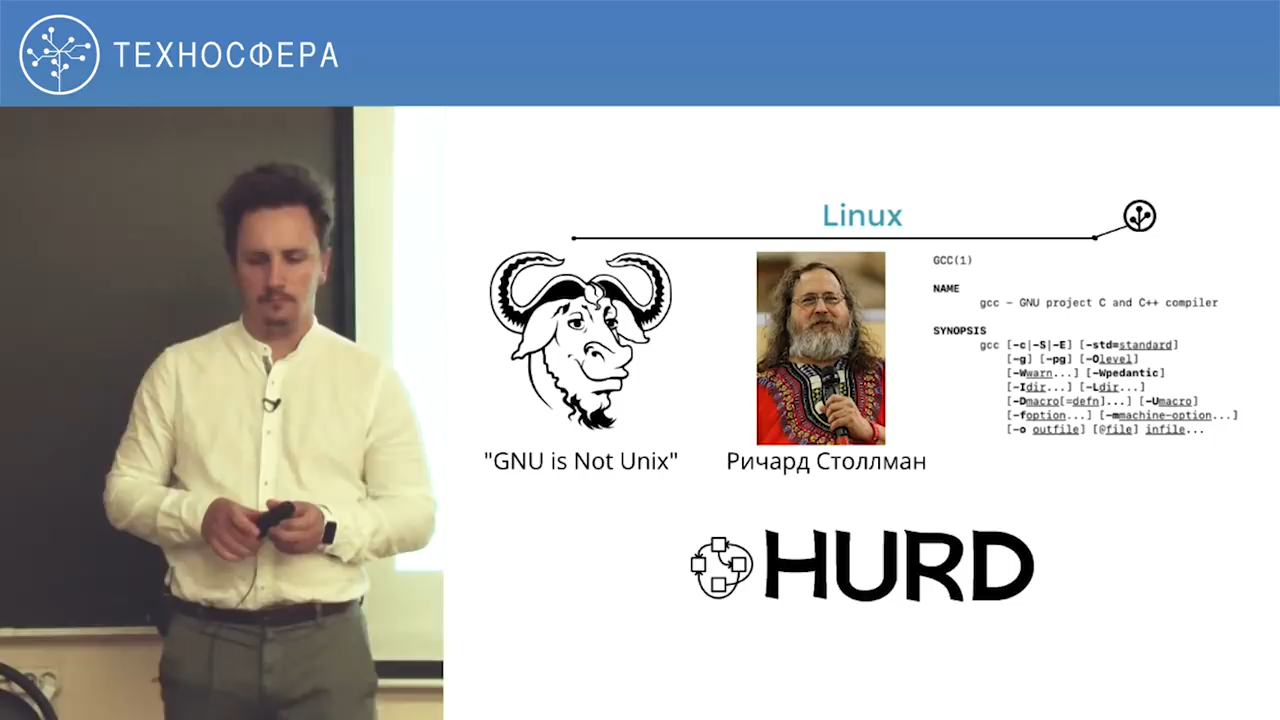 ТЕХНОСФЕРА
Linux
"GNU is Not Unix"
Ричард Столлман
GCC(1)
NAME
gcc – GNU project C and C++ compiler
SYNOPSIS
gcc [-c|-S|-E] [-std=standard]
[-g] [-pg] [-Olevel]
[-Wwarn...] [-Wpedantic]
[-Idir...] [-Ldir...]
[-Dmacro[=defn]...] [-Umacro]
[-foption...] [-mmachine-option...]
[-o outfile] [@file] infile...
HURD